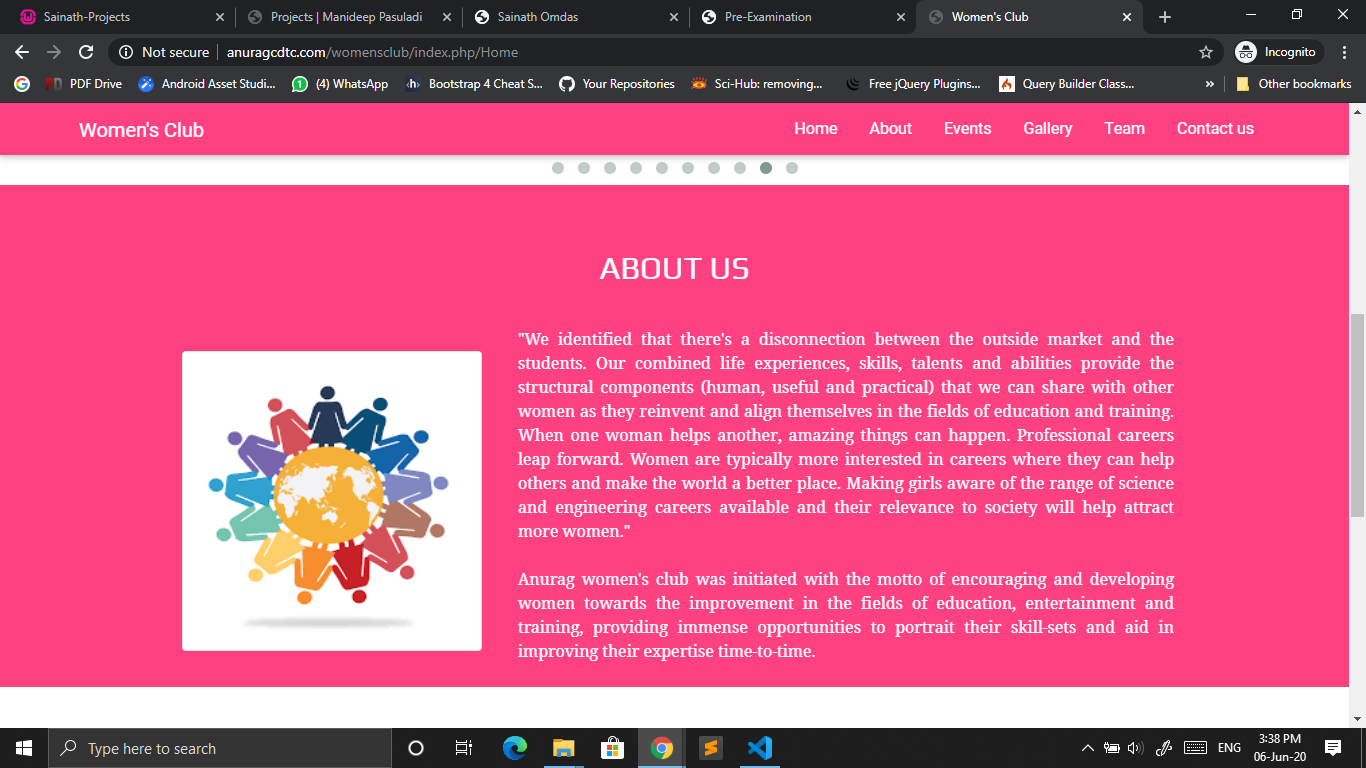 Sainath-Projects
Projects | Manideep Pasuladi
Sainath Omdas
Pre-Examination
Women's Club
Not secure
anuragcdtc.com/womensclub/index.php/Home
Incognito
PDF Drive
Android Asset Studi...
(4) WhatsApp
Bootstrap 4 Cheat S...
Your Repositories
Sci-Hub: removing...
Free jQuery Plugins...
Query Builder Class...
»
Other bookmarks
Women's Club
Home
About
Events
Gallery
Team
Contact us
ABOUT US
"We identified that there's a disconnection between the outside market and the
students. Our combined life experiences, skills, talents and abilities provide the
structural components (human, useful and practical) that we can share with other
women as they reinvent and align themselves in the fields of education and training.
When one woman helps another, amazing things can happen. Professional careers
leap forward. Women are typically more interested in careers where they can help
others and make the world a better place. Making girls aware of the range of science
and engineering careers available and their relevance to society will help attract
more women."
Anurag women's club was initiated with the motto of encouraging and developing
women towards the improvement in the fields of education, entertainment and
training, providing immense opportunities to portrait their skill-sets and aid in
improving their expertise time-to-time.
Type here to search
ENG
3:38 PM
06-Jun-20